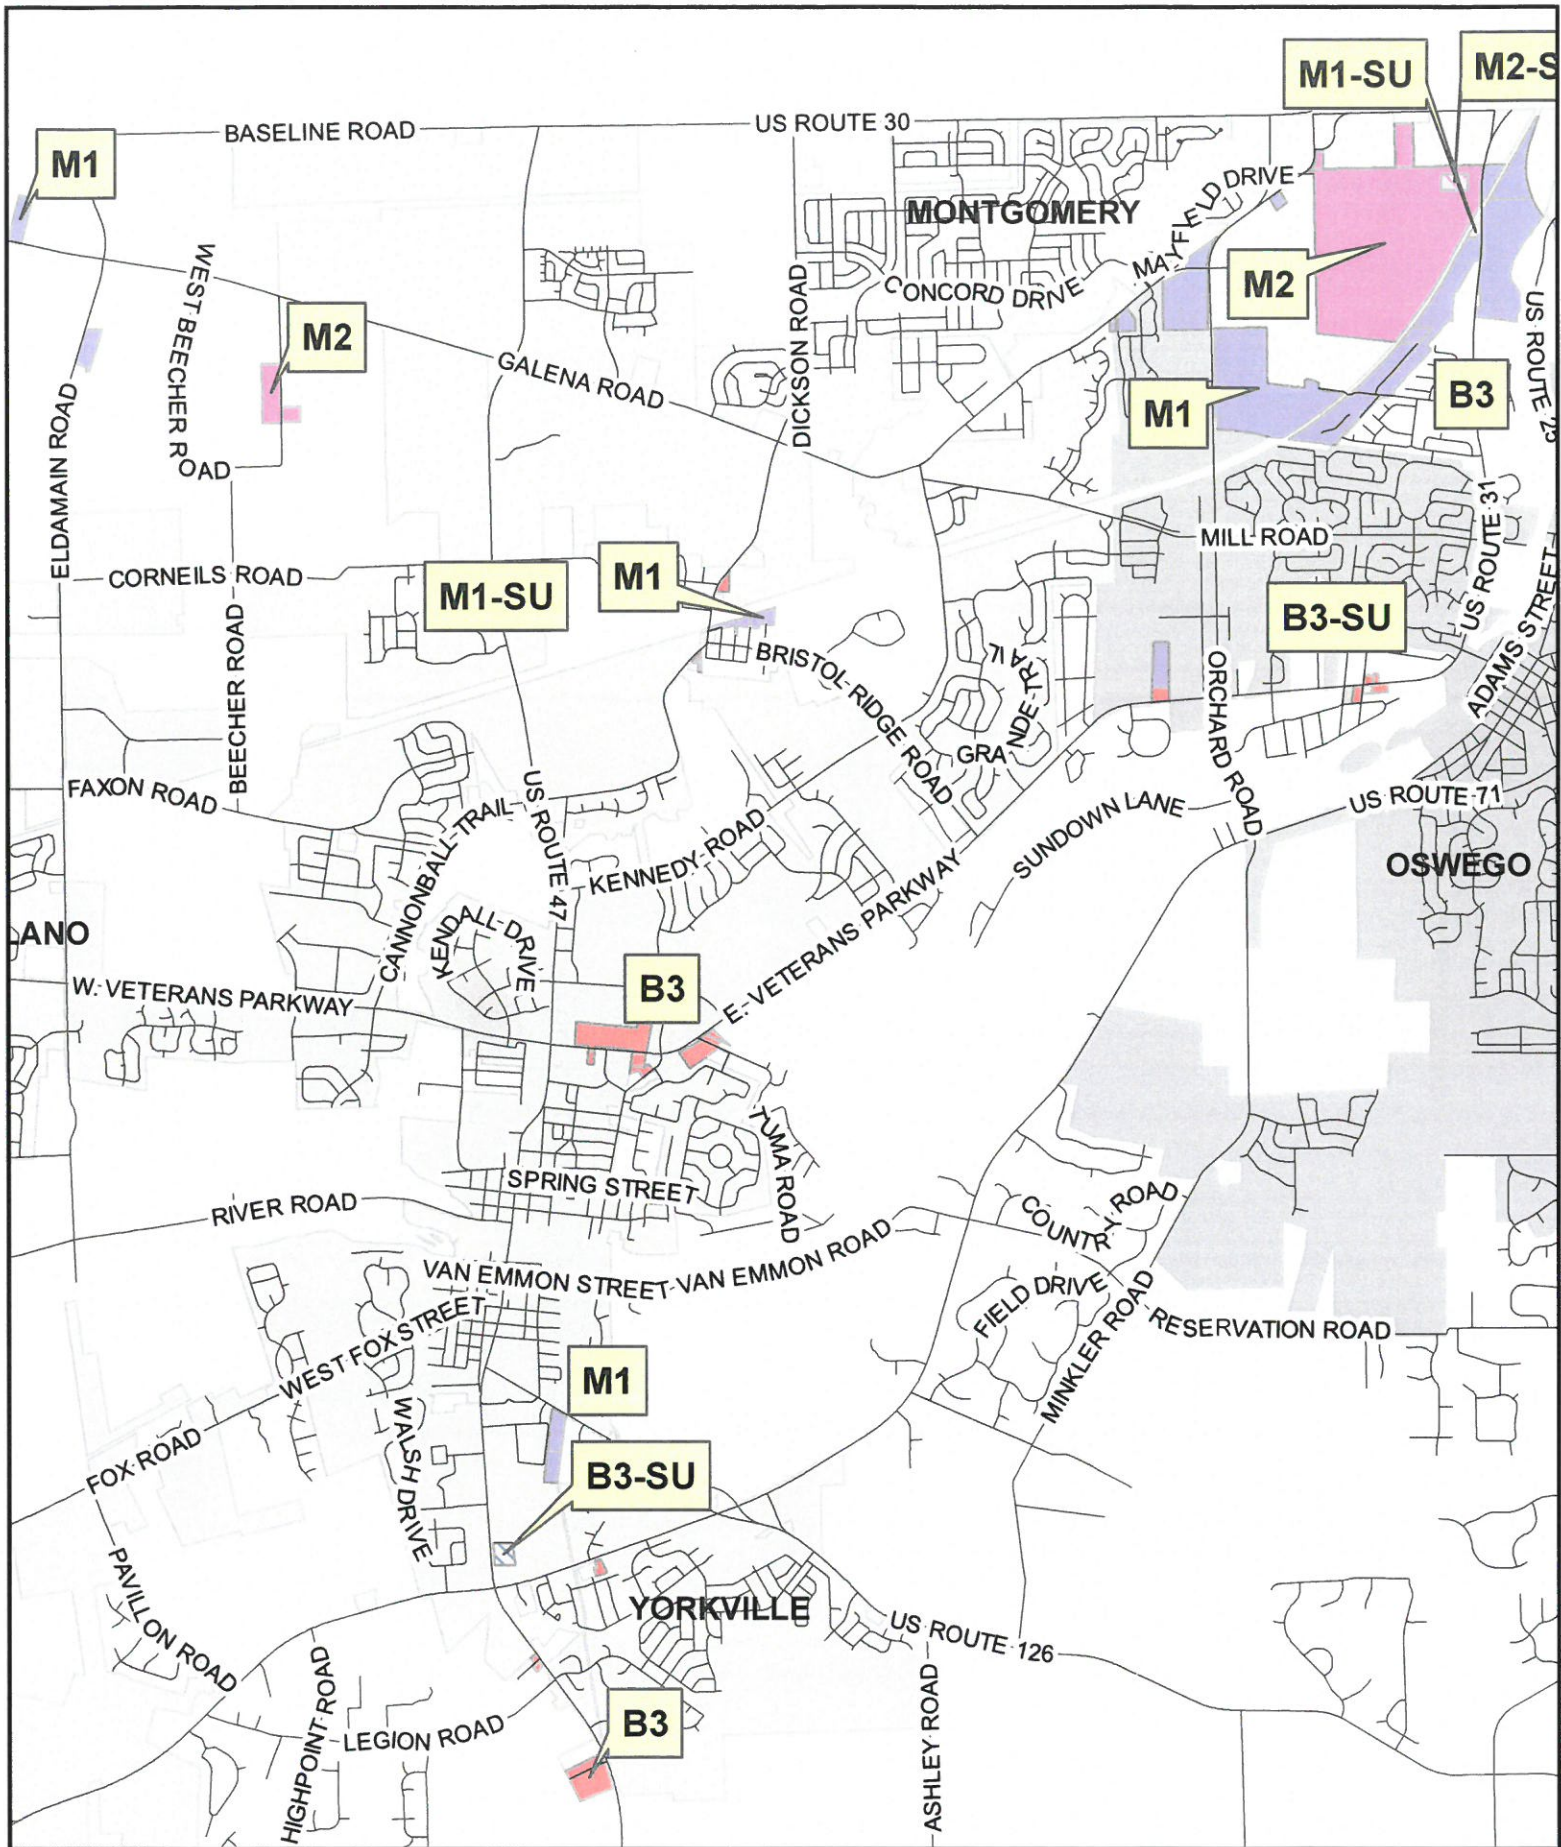 M1-SU
M2-S
BASELINE ROAD
US ROUTE 30
M1
MONTGOMERY
MAYFIELD DRIVE
WEST BEECHER ROAD
M2
CONCORD DRIVE
M2
DICKSON ROAD
US ROUTE 25
GALENA ROAD
M1
B3
ELDAMAIN ROAD
MILL ROAD
US ROUTE 31
CORNEILS ROAD
M1-SU
M1
B3-SU
ADAMS STREET
BEECHER ROAD
BRISTOL RIDGE ROAD
GRANDE TRAIL
ORCHARD ROAD
FAXON ROAD
CANNONBALL TRAIL
US ROUTE 47
KENNEDY ROAD
SUNDOWN LANE
US ROUTE 71
OSWEGO
LANO
KENDALL DRIVE
W. VETERANS PARKWAY
B3
E. VETERANS PARKWAY
TUMA ROAD
SPRING STREET
RIVER ROAD
COUNTRY ROAD
VAN EMMON STREET
VAN EMMON ROAD
FIELD DRIVE
MINKLER ROAD
RESERVATION ROAD
WEST FOX STREET
M1
WALSH DRIVE
FOX ROAD
B3-SU
PAVILLON ROAD
YORKVILLE
US ROUTE 126
HIGHPOINT ROAD
LEGION ROAD
B3
ASHLEY ROAD